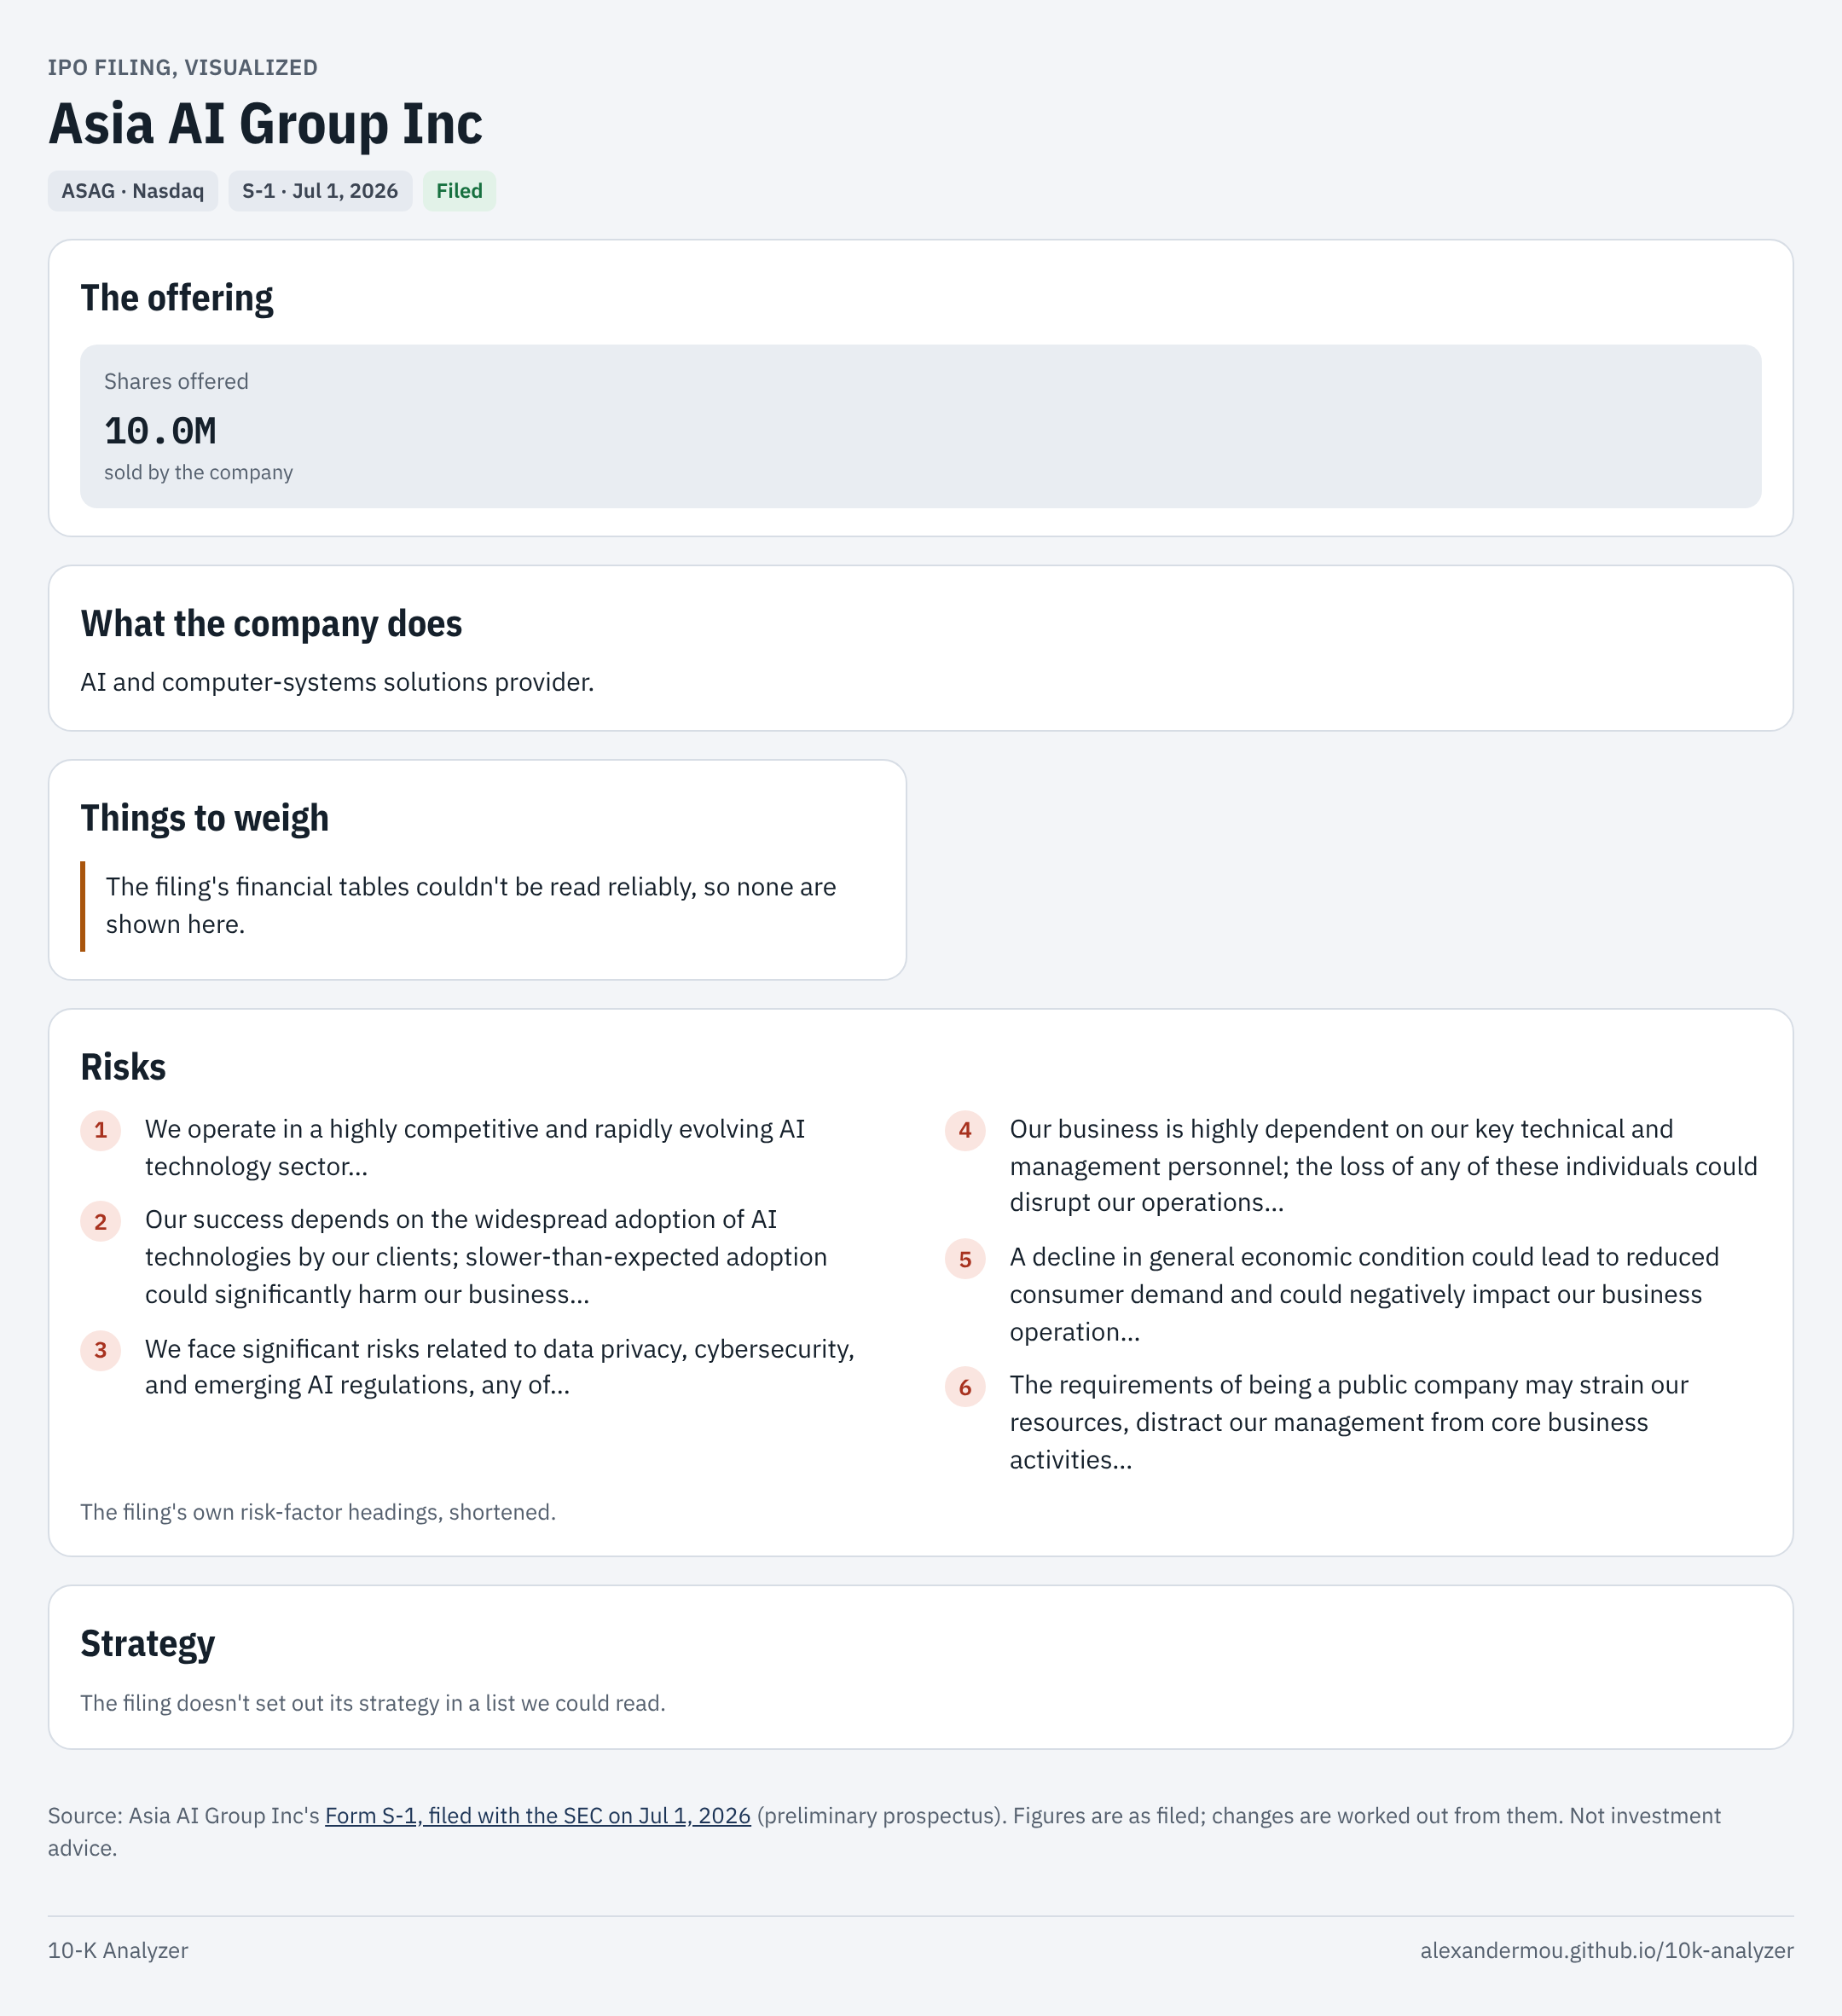 IPO FILING, VISUALIZED
Asia AI Group Inc
ASAG · Nasdaq
S-1 · Jul 1, 2026
Filed
The offering
Shares offered
10.0M
sold by the company
What the company does
AI and computer-systems solutions provider.
Things to weigh
The filing's financial tables couldn't be read reliably, so none are
shown here.
Risks
1
We operate in a highly competitive and rapidly evolving AI
technology sector...
2
Our success depends on the widespread adoption of AI
technologies by our clients; slower-than-expected adoption
could significantly harm our business...
3
We face significant risks related to data privacy, cybersecurity,
and emerging AI regulations, any of...
4
Our business is highly dependent on our key technical and
management personnel; the loss of any of these individuals could
disrupt our operations...
5
A decline in general economic condition could lead to reduced
consumer demand and could negatively impact our business
operation...
6
The requirements of being a public company may strain our
resources, distract our management from core business
activities...
The filing's own risk-factor headings, shortened.
Strategy
The filing doesn't set out its strategy in a list we could read.
Source: Asia AI Group Inc's Form S-1, filed with the SEC on Jul 1, 2026 (preliminary prospectus). Figures are as filed; changes are worked out from them. Not investment
advice.
10-K Analyzer
alexandermou.github.io/10k-analyzer